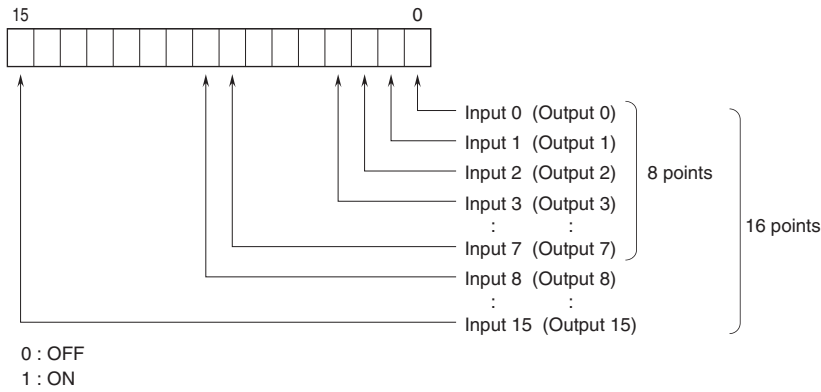 15 0
Input 0 (Output 0)
Input 1 (Output 1)
Input 2 (Output 2)
8 points
Input 3 (Output 3)
: :
16 points
Input 7 (Output 7)
Input 8 (Output 8)
: :
Input 15 (Output 15)
0 : OFF
1 : ON